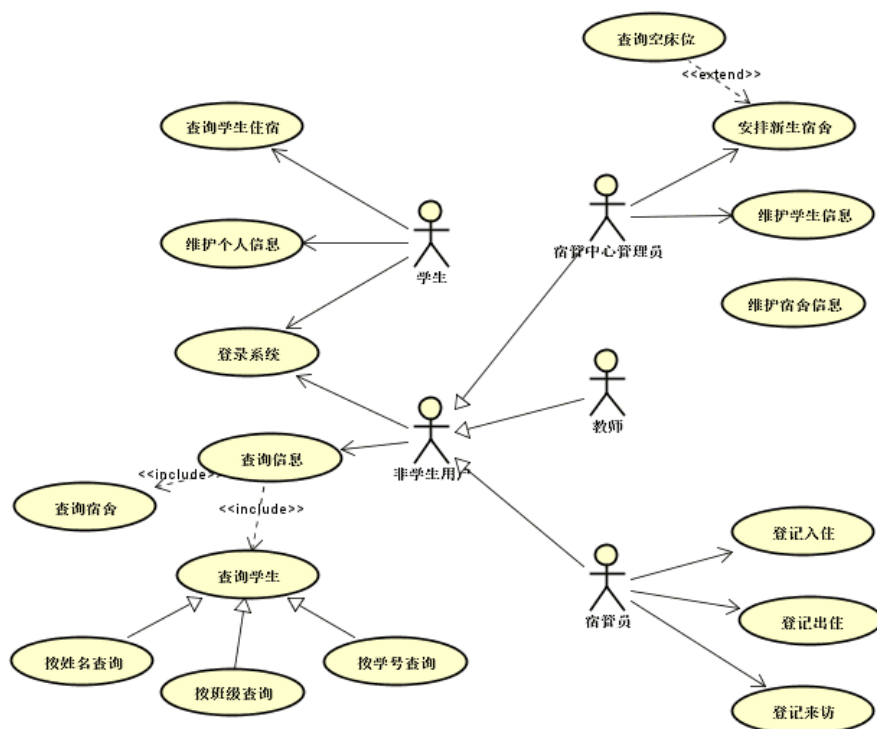 查询空床位
<<extend>>
查询学生住宿
安排新生宿舍
维护个人信息
学生
宿管中心管理员
维护学生信息
维护宿舍信息
登录系统
教师
查询信息
非学生用户
<<include>>
查询宿舍
<<include>>
登记入住
查询学生
宿管员
登记出住
按姓名查询
按班级查询
按学号查询
登记来访